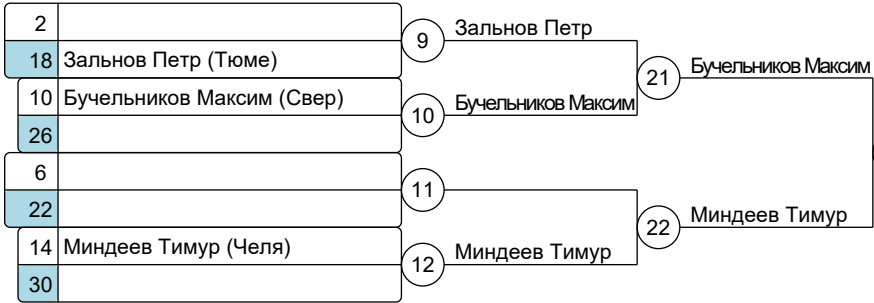 2
18 Зальнов Петр (Тюме)
9 Зальнов Петр
10 Бучельников Максим (Свер)
26
10 Бучельников Максим
21 Бучельников Максим
6
22
11
14 Миндеев Тимур (Челя)
30
12 Миндеев Тимур
22 Миндеев Тимур